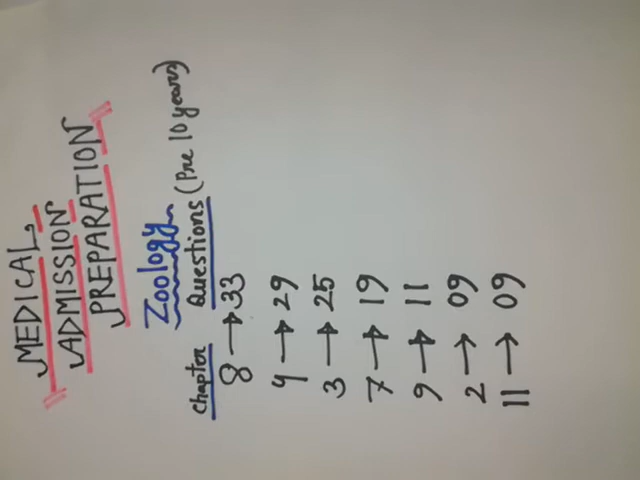 MEDICAL
ADMISSION
PREPARATION
Zoology
Chapter Questions (Pre 10 years)
8 → 33
4 → 29
3 → 25
7 → 19
9 → 11
2 → 09
11 → 09